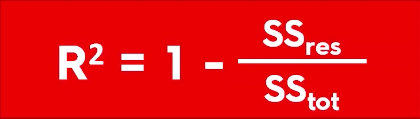 R² = 1 - SSres
SStot